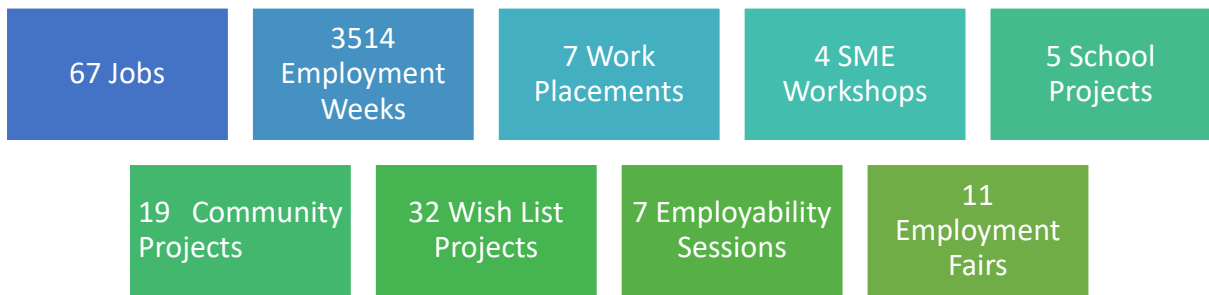 67 Jobs
3514
Employment
Weeks
7 Work
Placements
4 SME
Workshops
5 School
Projects
19 Community
Projects
32 Wish List
Projects
7 Employability
Sessions
11
Employment
Fairs